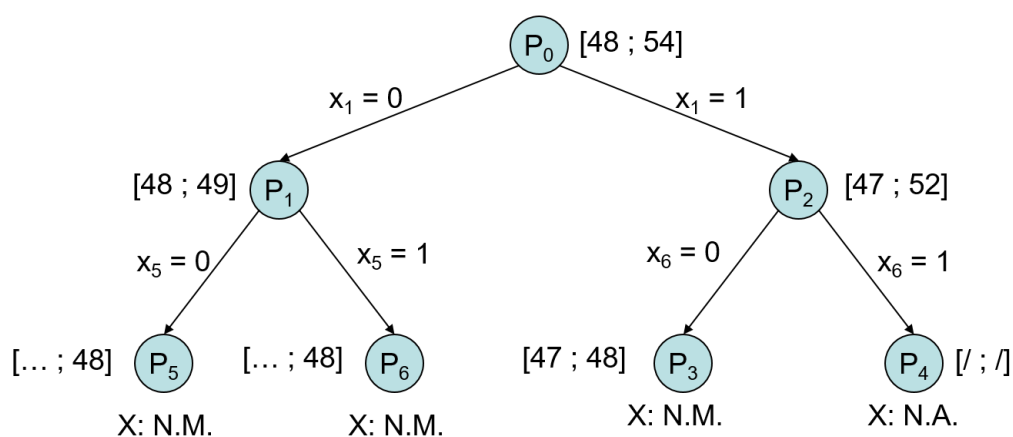 P0 [48 ; 54]
x1 = 0
x1 = 1
[48 ; 49] P1
P2 [47 ; 52]
x5 = 0
x5 = 1
x6 = 0
x6 = 1
[… ; 48] P5
[… ; 48] P6
[47 ; 48] P3
P4 [/ ; /]
X: N.M.
X: N.M.
X: N.M.
X: N.A.